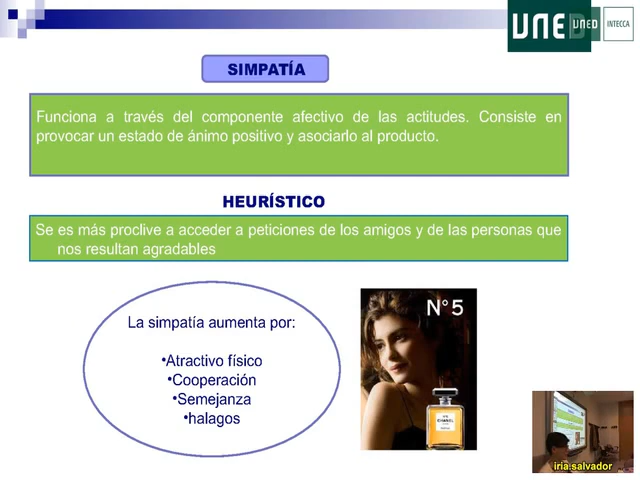 UNED
UNED
INTECCA
SIMPATÍA
Funciona a través del componente afectivo de las actitudes. Consiste en
provocar un estado de ánimo positivo y asociarlo al producto.
HEURÍSTICO
Se es más proclive a acceder a peticiones de los amigos y de las personas que
nos resultan agradables
La simpatía aumenta por:
•Atractivo físico
•Cooperación
•Semejanza
•halagos
N°5
CHANEL
iria.salvador